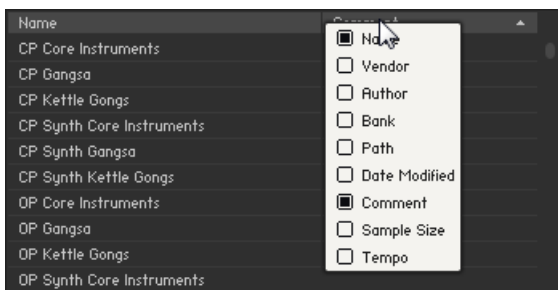 Name Comment
CP Core Instruments
CP Gangsa
CP Kettle Gongs
CP Synth Core Instruments
CP Synth Gangsa
CP Synth Kettle Gongs
OP Core Instruments
OP Gangsa
OP Kettle Gongs
OP Synth Core Instruments
Name
Vendor
Author
Bank
Path
Date Modified
Comment
Sample Size
Tempo